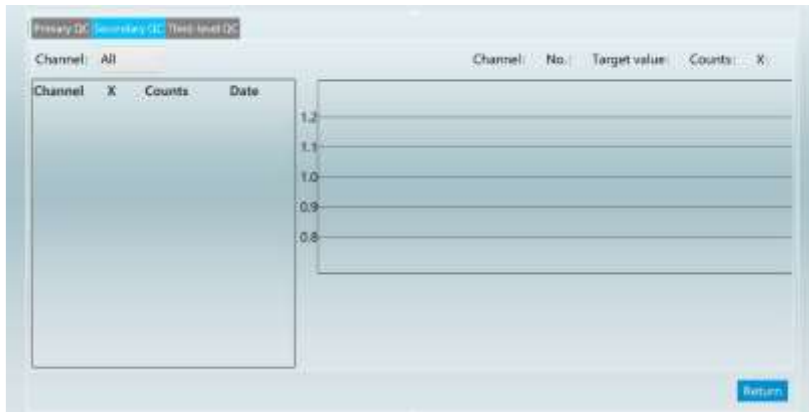 Primary QC Secondary QC Third-level QC
Channel: All
Channel: No.: Target value: Counts: X
Channel X Counts Date
1.2
1.1
1.0
0.9
0.8
Return